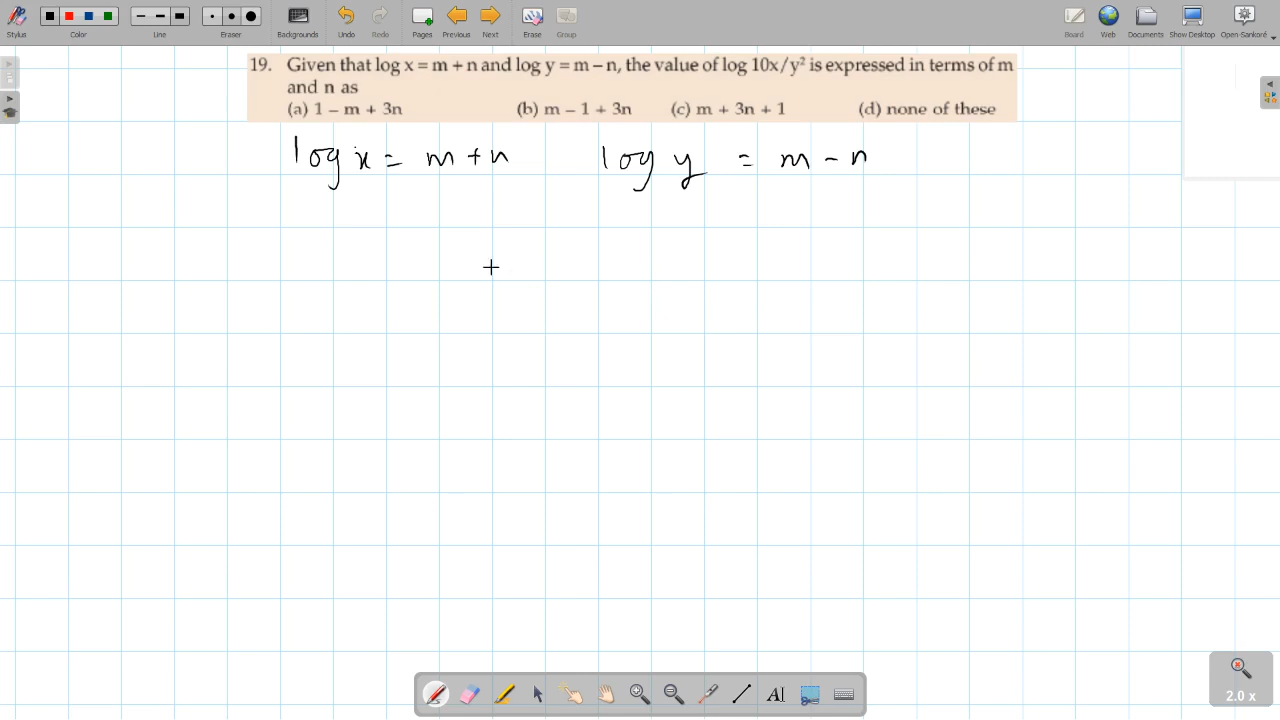 Stylus
Color
Line
Eraser
Backgrounds
Undo
Redo
Pages
Previous
Next
Erase
Group
Board
Web
Documents
Show Desktop
Open-Sankoré
19. Given that log x = m + n and log y = m − n, the value of log 10x/y² is expressed in terms of m
and n as
(a) 1 − m + 3n (b) m − 1 + 3n (c) m + 3n + 1 (d) none of these
log x = m + n log y = m − n
2.0 x